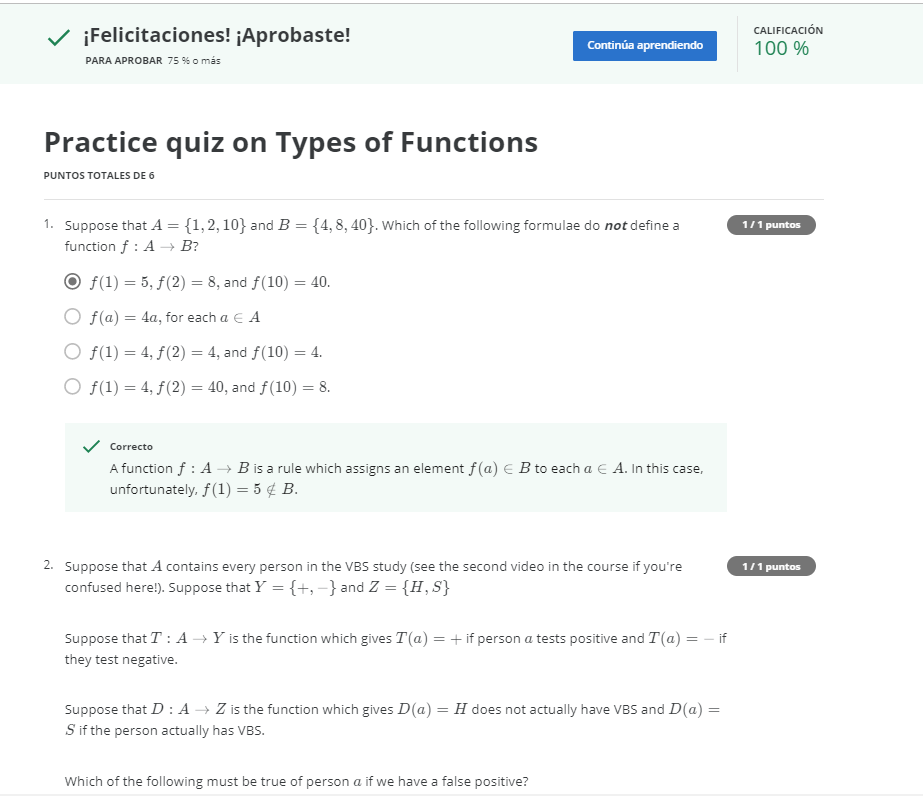 ¡Felicitaciones! ¡Aprobaste!
PARA APROBAR 75 % o más
Continúa aprendiendo
CALIFICACIÓN
100 %
Practice quiz on Types of Functions
PUNTOS TOTALES DE 6
1. Suppose that A = {1, 2, 10} and B = {4, 8, 40}. Which of the following formulae do not define a
function f : A → B?
1 / 1 puntos
f(1) = 5, f(2) = 8, and f(10) = 40.
f(a) = 4a, for each a ∈ A
f(1) = 4, f(2) = 4, and f(10) = 4.
f(1) = 4, f(2) = 40, and f(10) = 8.
Correcto
A function f : A → B is a rule which assigns an element f(a) ∈ B to each a ∈ A. In this case,
unfortunately, f(1) = 5 ∉ B.
2. Suppose that A contains every person in the VBS study (see the second video in the course if you're
confused here!). Suppose that Y = {+, −} and Z = {H, S}
1 / 1 puntos
Suppose that T : A → Y is the function which gives T(a) = + if person a tests positive and T(a) = − if
they test negative.
Suppose that D : A → Z is the function which gives D(a) = H does not actually have VBS and D(a) =
S if the person actually has VBS.
Which of the following must be true of person a if we have a false positive?